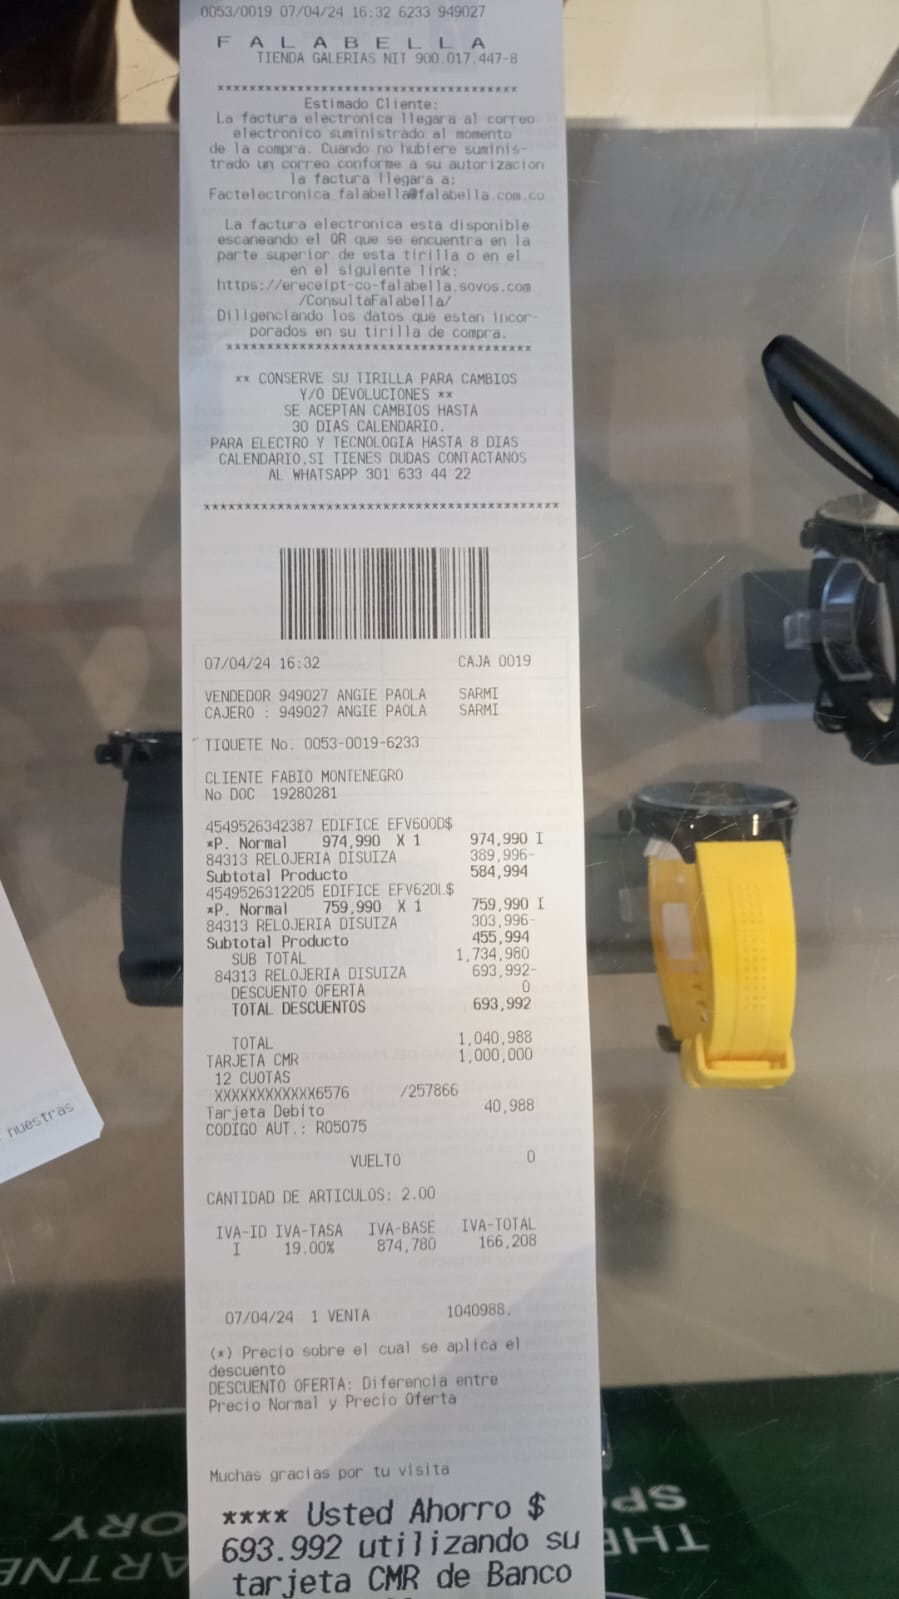 0053/0019 07/04/24 16:32 6233 949027
F A L A B E L L A
TIENDA GALERIAS NIT 900.017.447-8
*************************************
Estimado Cliente:
La factura electronica llegara al correo
electronico suministrado al momento
de la compra. Cuando no hubiere suminis-
trado un correo conforme a su autorizacion
la factura llegara a:
Factelectronica_falabella@falabella.com.co
La factura electronica esta disponible
escaneando el QR que se encuentra en la
parte superior de esta tirilla o en el
en el siguiente link:
https://ereceipt-co-falabella.sovos.com
/ConsultaFalabella/
Diligenciando los datos que estan incor-
porados en su tirilla de compra.
*************************************
** CONSERVE SU TIRILLA PARA CAMBIOS
Y/O DEVOLUCIONES **
SE ACEPTAN CAMBIOS HASTA
30 DIAS CALENDARIO.
PARA ELECTRO Y TECNOLOGIA HASTA 8 DIAS
CALENDARIO.SI TIENES DUDAS CONTACTANOS
AL WHATSAPP 301 633 44 22
*******************************************
07/04/24 16:32 CAJA 0019
VENDEDOR 949027 ANGIE PAOLA SARMI
CAJERO : 949027 ANGIE PAOLA SARMI
TIQUETE No. 0053-0019-6233
CLIENTE FABIO MONTENEGRO
No DOC 19280281
4549526342387 EDIFICE EFV600D$
*P. Normal 974,990 X 1 974,990 I
84313 RELOJERIA DISUIZA 389,996-
Subtotal Producto 584,994
4549526312205 EDIFICE EFV620L$
*P. Normal 759,990 X 1 759,990 I
84313 RELOJERIA DISUIZA 303,996-
Subtotal Producto 455,994
SUB TOTAL 1,734,980
84313 RELOJERIA DISUIZA 693,992-
DESCUENTO OFERTA 0
TOTAL DESCUENTOS 693,992
TOTAL 1,040,988
TARJETA CMR 1,000,000
12 CUOTAS
XXXXXXXXXXXX6576 /257866
Tarjeta Debito 40,988
CODIGO AUT.: R05075
VUELTO 0
CANTIDAD DE ARTICULOS: 2.00
IVA-ID IVA-TASA IVA-BASE IVA-TOTAL
I 19.00% 874,780 166,208
07/04/24 1 VENTA 1040988.
(*) Precio sobre el cual se aplica el
descuento
DESCUENTO OFERTA: Diferencia entre
Precio Normal y Precio Oferta
Muchas gracias por tu visita
**** Usted Ahorro $
693.992 utilizando su
tarjeta CMR de Banco
nuestras